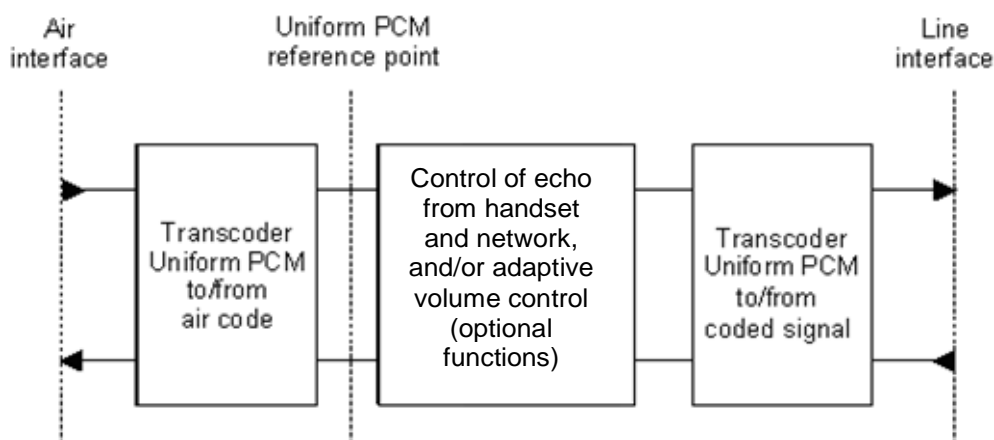 Air
interface
Uniform PCM
reference point
Line
interface
Transcoder
Uniform PCM
to/from
air code
Control of echo
from handset
and network,
and/or adaptive
volume control
(optional
functions)
Transcoder
Uniform PCM
to/from
coded signal